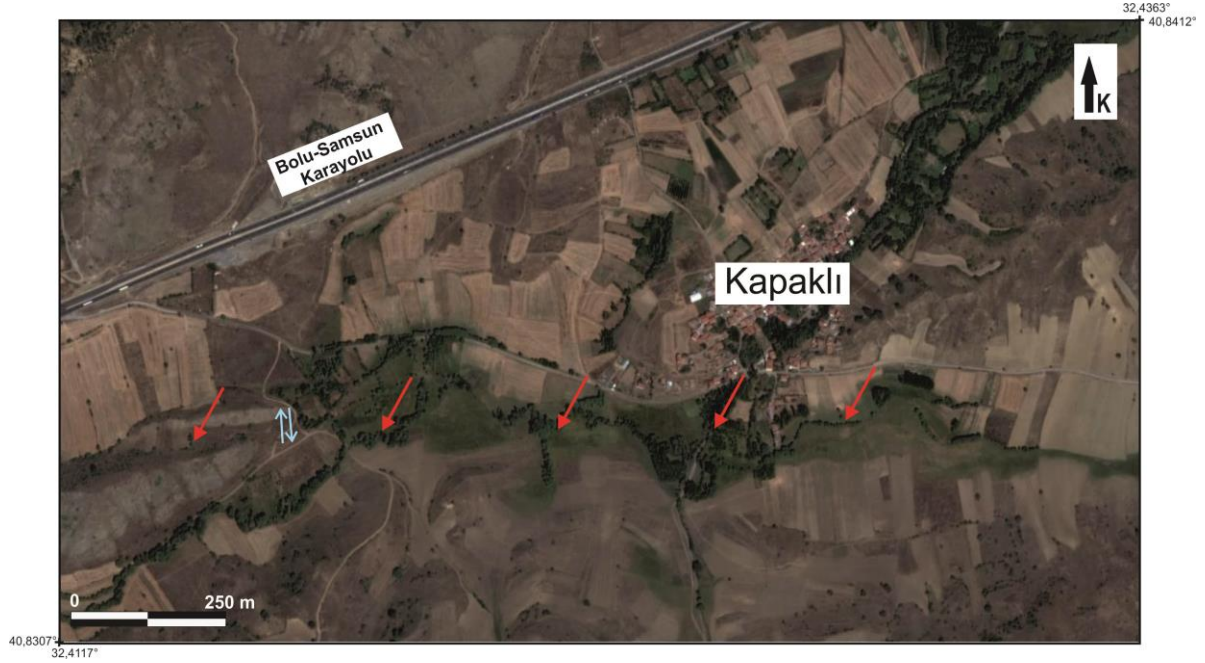 32,4363°
40,8412°
K
Bolu-Samsun
Karayolu
Kapaklı
0 250 m
40,8307°
32,4117°